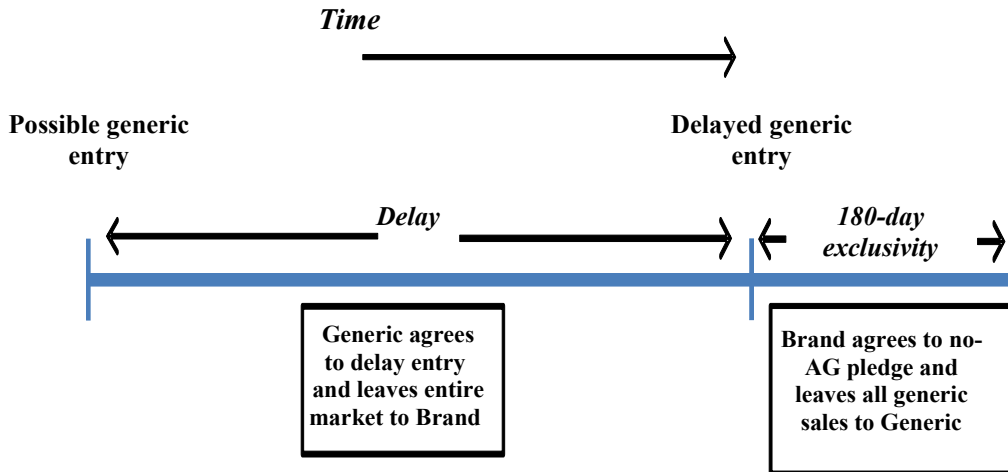 Time
Possible generic
entry
Delayed generic
entry
Delay
180-day
exclusivity
Generic agrees
to delay entry
and leaves entire
market to Brand
Brand agrees to no-
AG pledge and
leaves all generic
sales to Generic